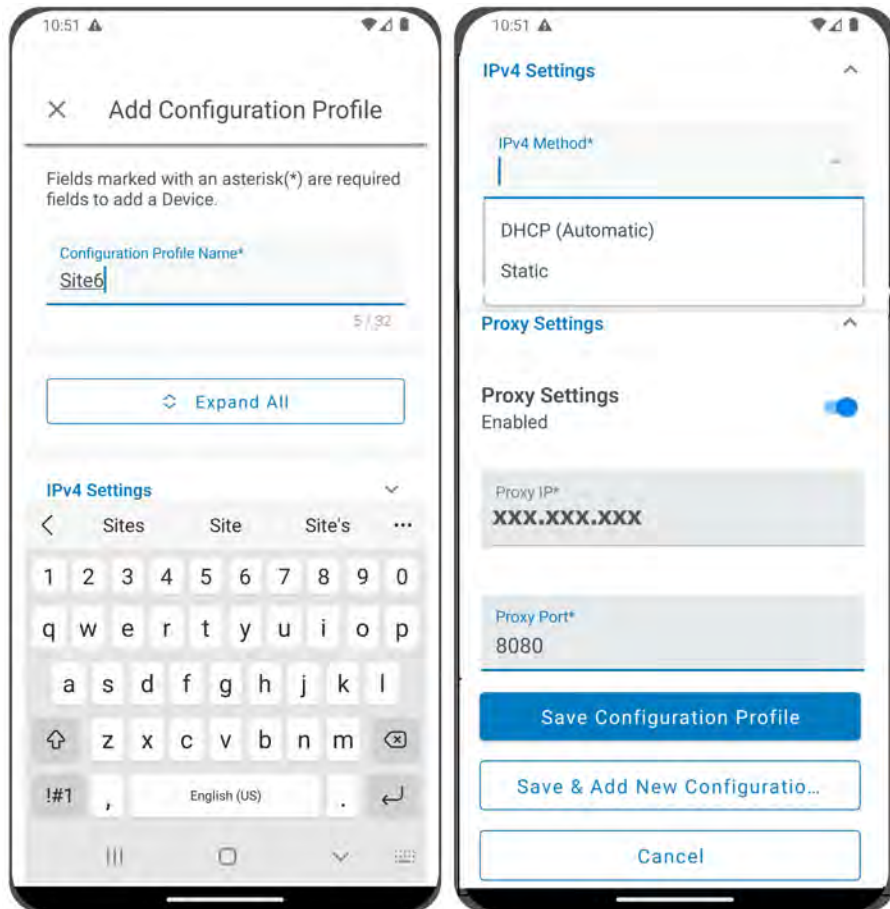 10:51
Add Configuration Profile
Fields marked with an asterisk(*) are required
fields to add a Device.
Configuration Profile Name*
Site6
5 / 32
Expand All
IPv4 Settings
Sites Site Site's
1 2 3 4 5 6 7 8 9 0
q w e r t y u i o p
a s d f g h j k l
z x c v b n m
!#1 , English (US) .
10:51
IPv4 Settings
IPv4 Method*
DHCP (Automatic)
Static
Proxy Settings
Proxy Settings
Enabled
Proxy IP*
xxx.xxx.xxx
Proxy Port*
8080
Save Configuration Profile
Save & Add New Configuratio...
Cancel